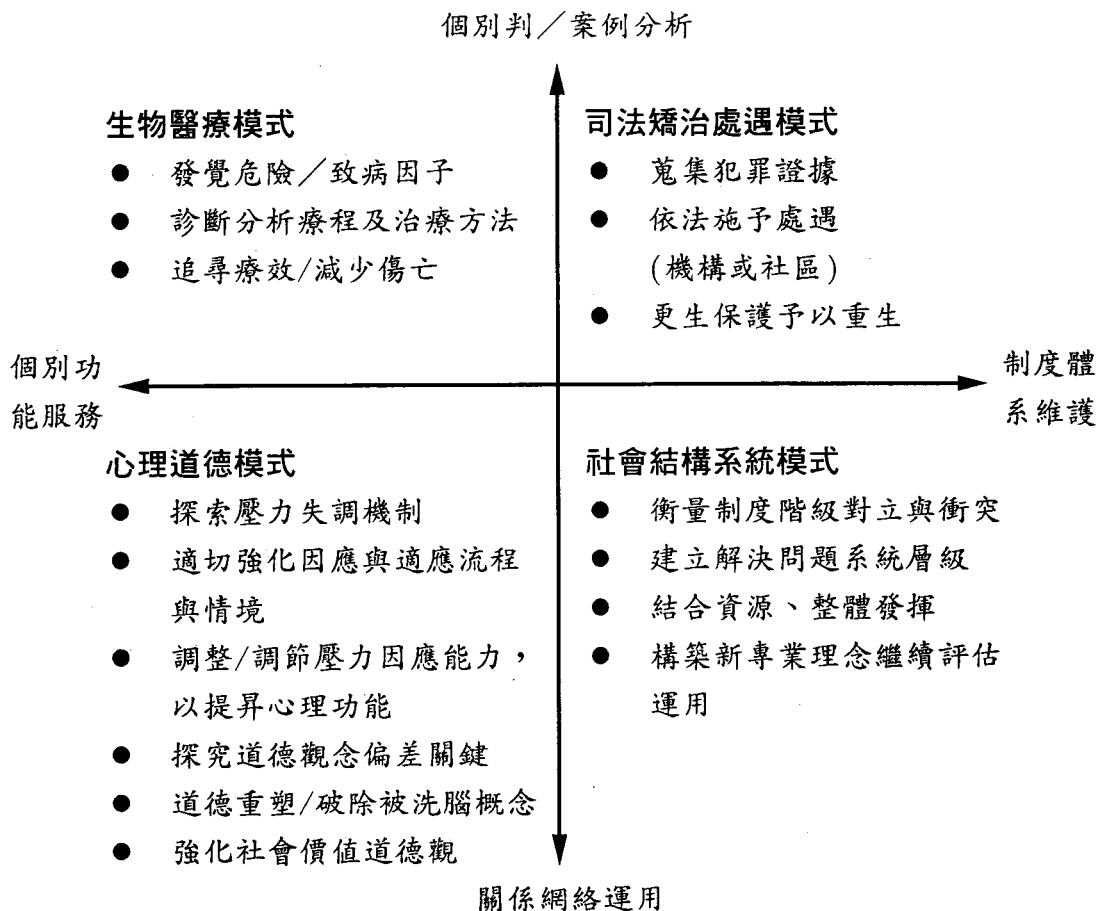 個別判／案例分析
生物醫療模式
● 發覺危險／致病因子
● 診斷分析療程及治療方法
● 追尋療效/減少傷亡
司法矯治處遇模式
● 蒐集犯罪證據
● 依法施予處遇
(機構或社區)
● 更生保護予以重生
個別功
能服務
制度體
系維護
心理道德模式
● 探索壓力失調機制
● 適切強化因應與適應流程
與情境
● 調整/調節壓力因應能力，
以提昇心理功能
● 探究道德觀念偏差關鍵
● 道德重塑/破除被洗腦概念
● 強化社會價值道德觀
社會結構系統模式
● 衡量制度階級對立與衝突
● 建立解決問題系統層級
● 結合資源、整體發揮
● 構築新專業理念繼續評估
運用
關係網絡運用